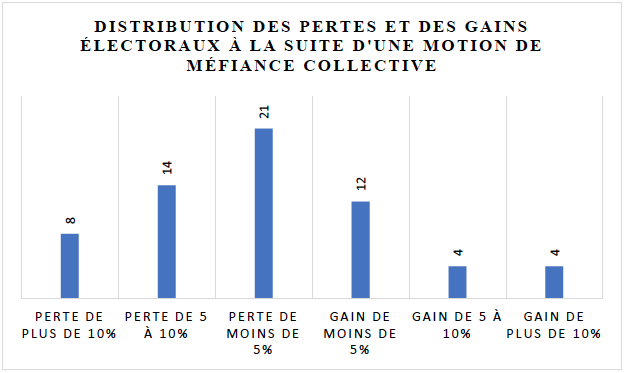 DISTRIBUTION DES PERTES ET DES GAINS
ÉLECTORAUX À LA SUITE D'UNE MOTION DE
MÉFIANCE COLLECTIVE
8
14
21
12
4
4
PERTE DE
PLUS DE 10%
PERTE DE 5
À 10%
PERTE DE
MOINS DE
5%
GAIN DE
MOINS DE
5%
GAIN DE 5 À
10%
GAIN DE
PLUS DE 10%